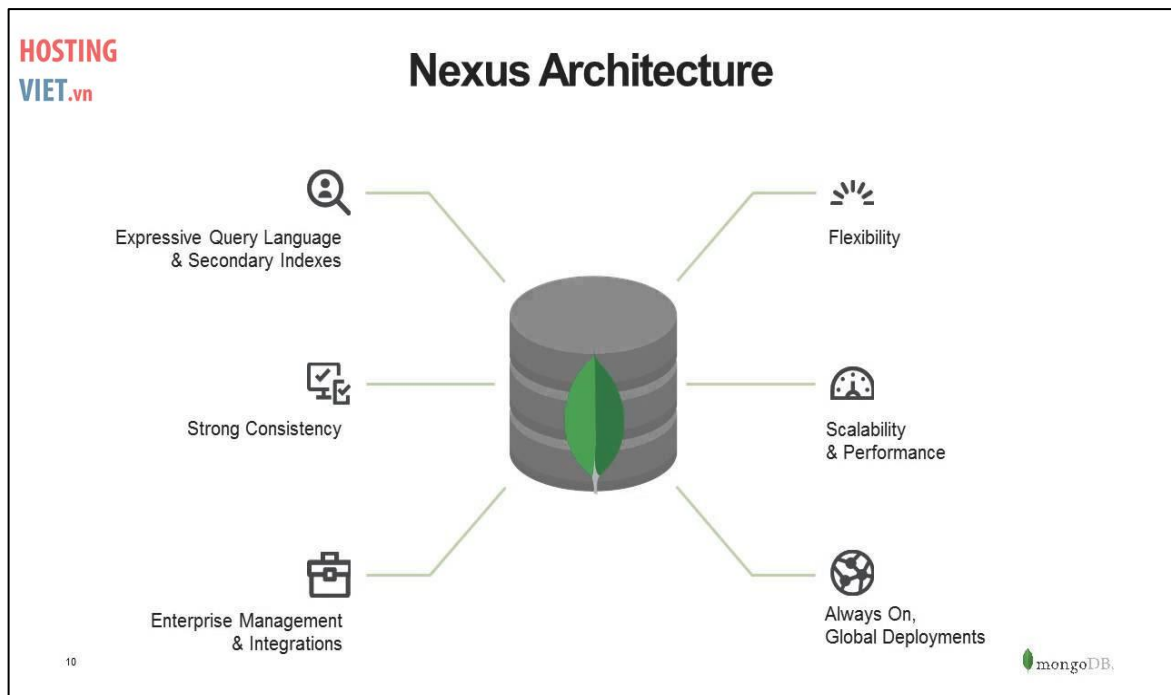 HOSTING
VIET.vn
Nexus Architecture
Expressive Query Language
& Secondary Indexes
Flexibility
Strong Consistency
Scalability
& Performance
Enterprise Management
& Integrations
Always On,
Global Deployments
10
mongoDB.